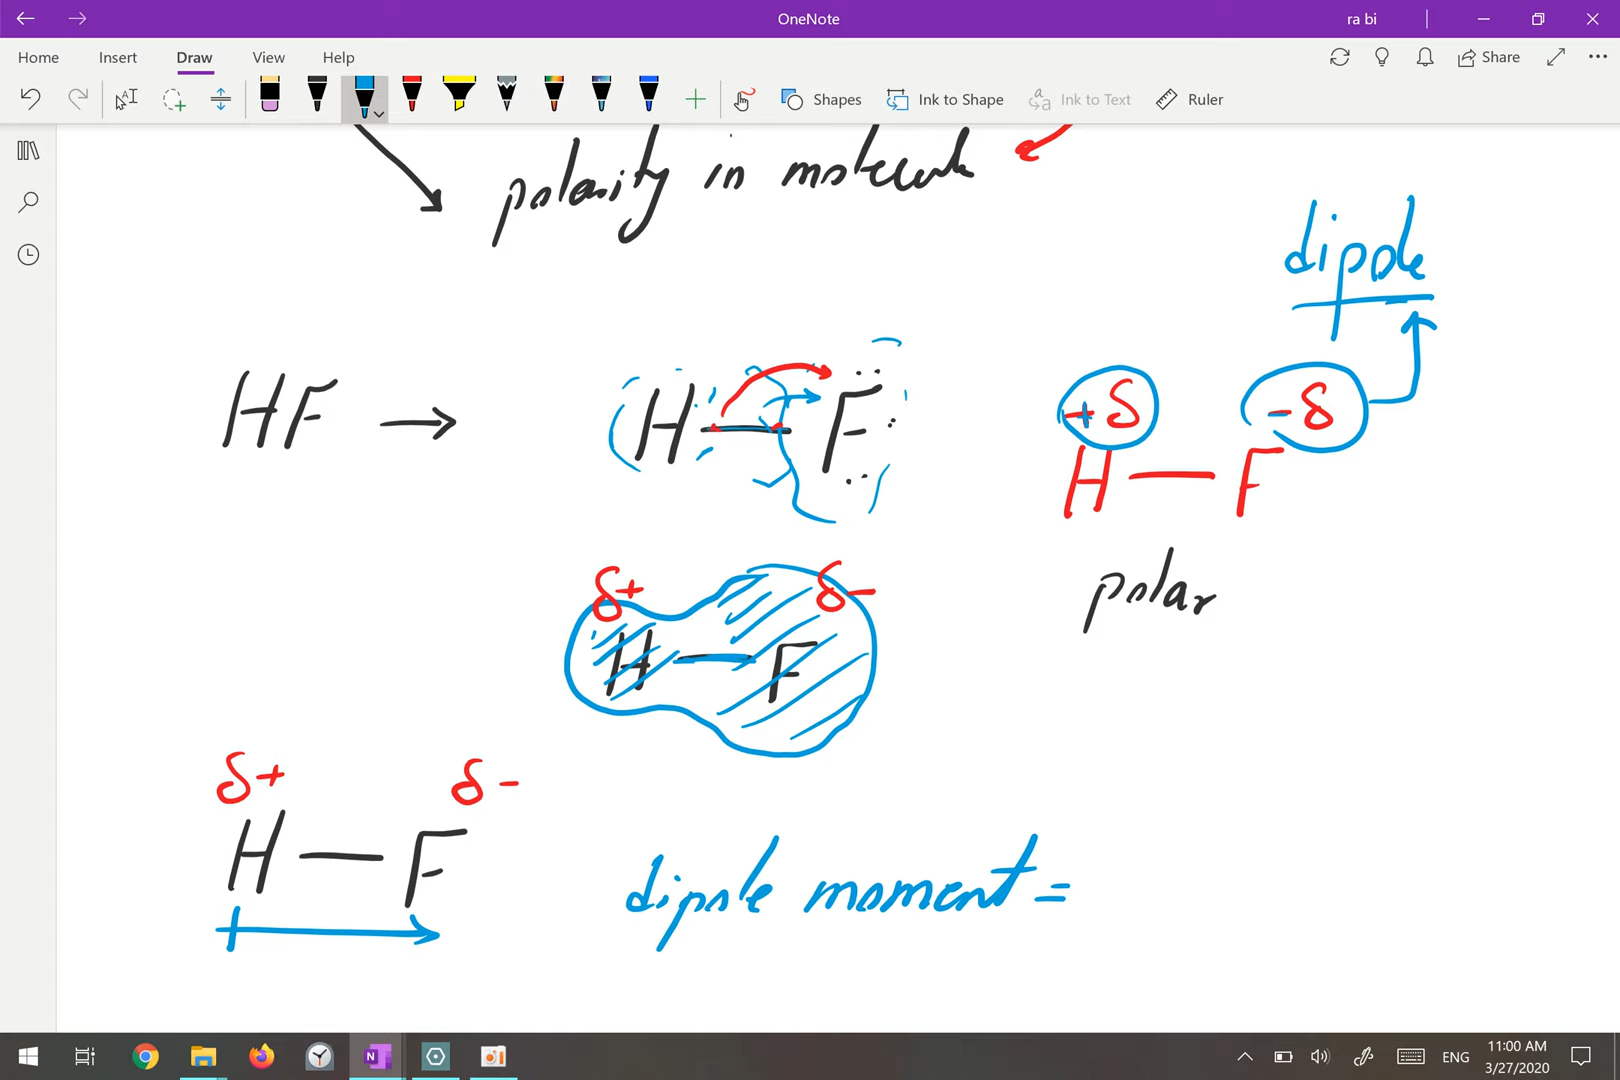 OneNote
ra bi
Home Insert Draw View Help
Share
Shapes
Ink to Shape
Ink to Text
Ruler
polarity in molecule
dipole
HF → H — F
+δ -δ
H — F
polar
δ+ δ-
H — F
δ+ δ-
H — F
dipole moment =
ENG
11:00 AM
3/27/2020